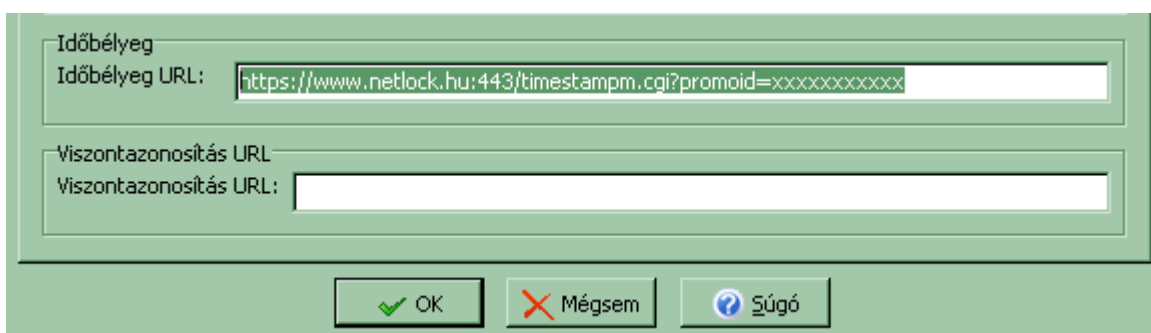 Időbélyeg
Időbélyeg URL: https://www.netlock.hu:443/timestampm.cgi?promoid=xxxxxxxxxxx
Viszontazonosítás URL
Viszontazonosítás URL:
OK Mégsem Súgó